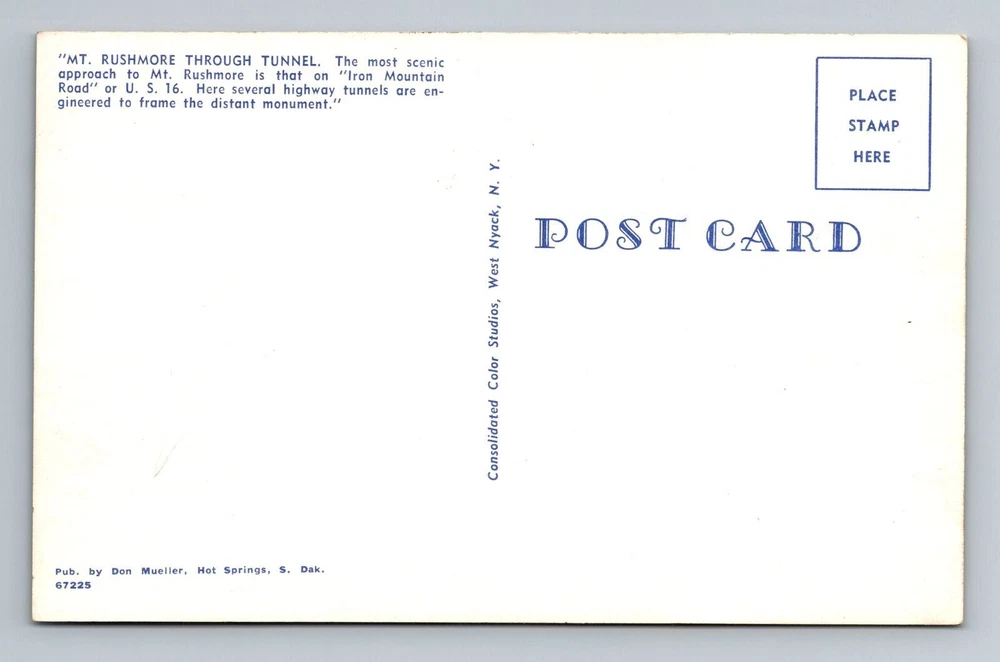 "MT. RUSHMORE THROUGH TUNNEL. The most scenic
approach to Mt. Rushmore is that on "Iron Mountain
Road" or U. S. 16. Here several highway tunnels are en-
gineered to frame the distant monument."
PLACE
STAMP
HERE
POST CARD
Consolidated Color Studios, West Nyack, N. Y.
Pub. by Don Mueller, Hot Springs, S. Dak.
67225